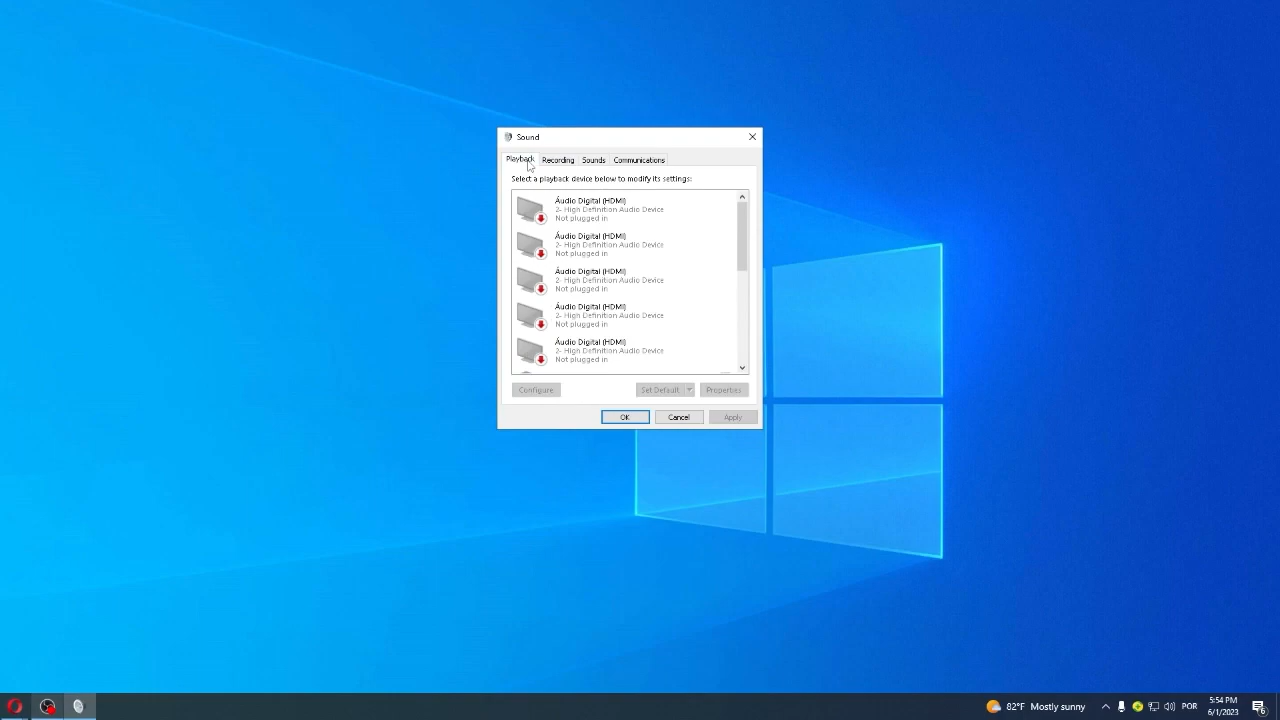 Sound
Playback Recording Sounds Communications
Select a playback device below to modify its settings:
Áudio Digital (HDMI)
2- High Definition Audio Device
Not plugged in
Áudio Digital (HDMI)
2- High Definition Audio Device
Not plugged in
Áudio Digital (HDMI)
2- High Definition Audio Device
Not plugged in
Áudio Digital (HDMI)
2- High Definition Audio Device
Not plugged in
Áudio Digital (HDMI)
2- High Definition Audio Device
Not plugged in
Configure Set Default Properties
OK Cancel Apply
82°F Mostly sunny POR 5:54 PM
6/1/2023 6